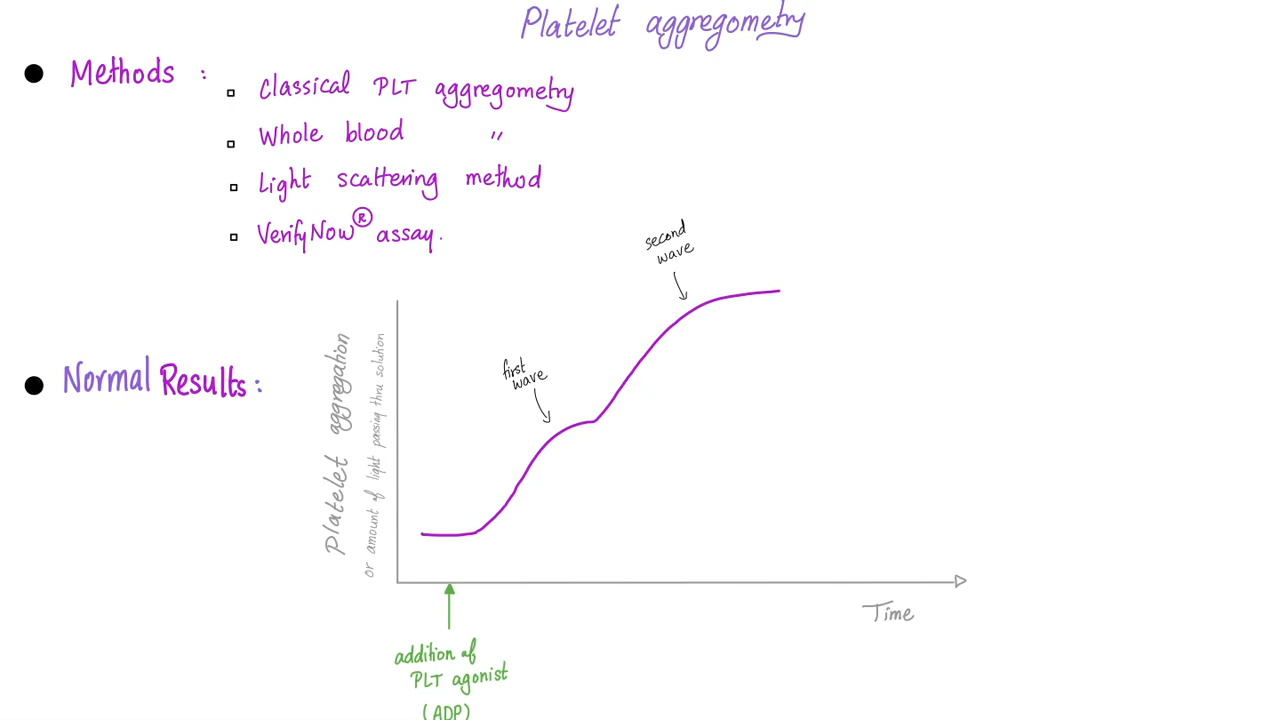 Platelet aggregometry
Methods :
Classical PLT aggregometry
Whole blood "
Light scattering method
VerifyNow® assay.
Normal Results :
Platelet aggregation
or amount of light passing thru solution
first
wave
second
wave
Time
addition of
PLT agonist
(ADP)